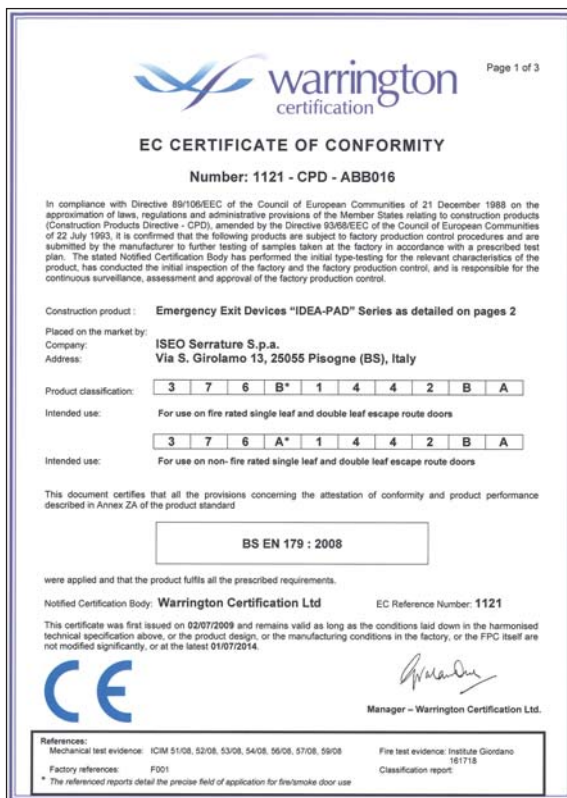 Page 1 of 3
warrington
certification
EC CERTIFICATE OF CONFORMITY
Number: 1121 - CPD - ABB016
In compliance with Directive 89/106/EEC of the Council of European Communities of 21 December 1988 on the
approximation of laws, regulations and administrative provisions of the Member States relating to construction products
(Construction Products Directive - CPD), amended by the Directive 93/68/EEC of the Council of European Communities
of 22 July 1993, it is confirmed that the following products are subject to factory production control procedures and are
submitted by the manufacturer to further testing of samples taken at the factory in accordance with a prescribed test
plan. The stated Notified Certification Body has performed the initial type-testing for the relevant characteristics of the
product, has conducted the initial inspection of the factory and the factory production control, and is responsible for the
continuous surveillance, assessment and approval of the factory production control.
Construction product : Emergency Exit Devices "IDEA-PAD" Series as detailed on pages 2
Placed on the market by:
Company: ISEO Serrature S.p.a.
Address: Via S. Girolamo 13, 25055 Pisogne (BS), Italy
Product classification: 3 7 6 B* 1 4 4 2 B A
Intended use: For use on fire rated single leaf and double leaf escape route doors
3 7 6 A* 1 4 4 2 B A
Intended use: For use on non- fire rated single leaf and double leaf escape route doors
This document certifies that all the provisions concerning the attestation of conformity and product performance
described in Annex ZA of the product standard
BS EN 179 : 2008
were applied and that the product fulfils all the prescribed requirements.
Notified Certification Body: Warrington Certification Ltd EC Reference Number: 1121
This certificate was first issued on 02/07/2009 and remains valid as long as the conditions laid down in the harmonised
technical specification above, or the product design, or the manufacturing conditions in the factory, or the FPC itself are
not modified significantly, or at the latest 01/07/2014.
CE
Manager – Warrington Certification Ltd.
References:
Mechanical test evidence: ICIM 51/08, 52/08, 53/08, 54/08, 56/08, 57/08, 59/08 Fire test evidence: Institute Giordano
161718
Factory references: F001 Classification report:
* The referenced reports detail the precise field of application for fire/smoke door use